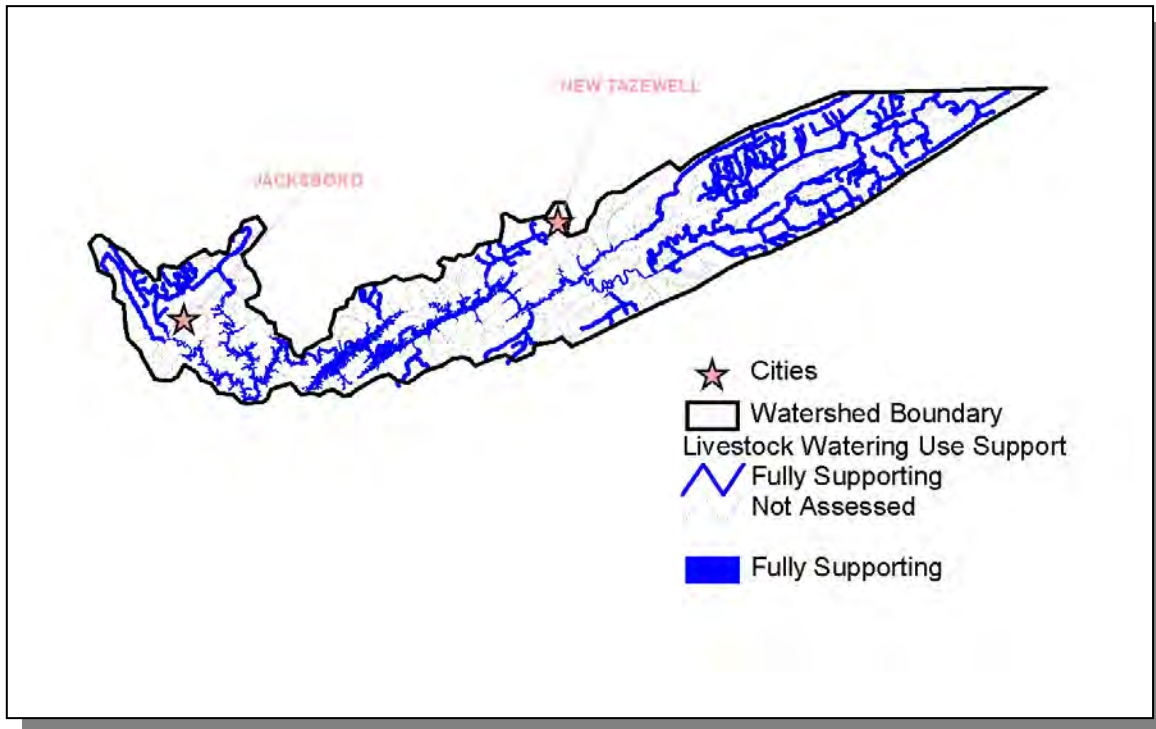 NEW TAZEWELL
JACKSBORO
Cities
Watershed Boundary
Livestock Watering Use Support
Fully Supporting
Not Assessed
Fully Supporting